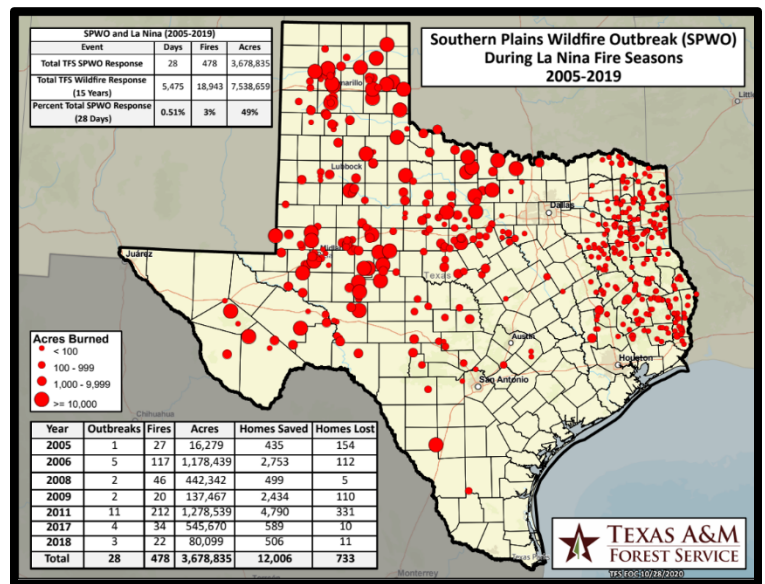 SPWO and La Nina (2005-2019)
Event Days Fires Acres
Total TFS SPWO Response 28 478 3,678,835
Total TFS Wildfire Response (15 Years) 5,475 18,943 7,538,659
Percent Total SPWO Response (28 Days) 0.51% 3% 49%
Southern Plains Wildfire Outbreak (SPWO)
During La Nina Fire Seasons
2005-2019
Lubbock
Dallas
Juárez
Texas
Austin
Houston
San Antonio
Chihuahua
Monterrey
Acres Burned
< 100
100 - 999
1,000 - 9,999
>= 10,000
Year Outbreaks Fires Acres Homes Saved Homes Lost
2005 1 27 16,279 435 154
2006 5 117 1,178,439 2,753 112
2008 2 46 442,342 499 5
2009 2 20 137,467 2,434 110
2011 11 212 1,278,539 4,790 331
2017 4 34 545,670 589 10
2018 3 22 80,099 506 11
Total 28 478 3,678,835 12,006 733
TEXAS A&M
FOREST SERVICE
TFS EOC-10/28/2020